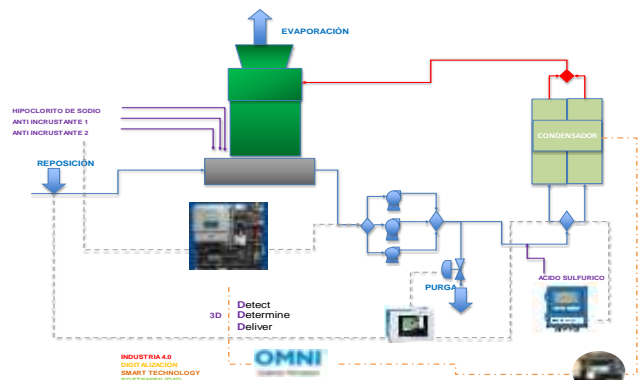 EVAPORACIÓN
HIPOCLORITO DE SODIO
ANTI INCRUSTANTE 1
ANTI INCRUSTANTE 2
CONDENSADOR
REPOSICIÓN
ACIDO SULFURICO
PURGA
Detect
3D Determine
Deliver
INDUSTRIA 4.0
DIGITALIZACIÓN
SMART TECHNOLOGY
SOSTENIBILIDAD
OMNI